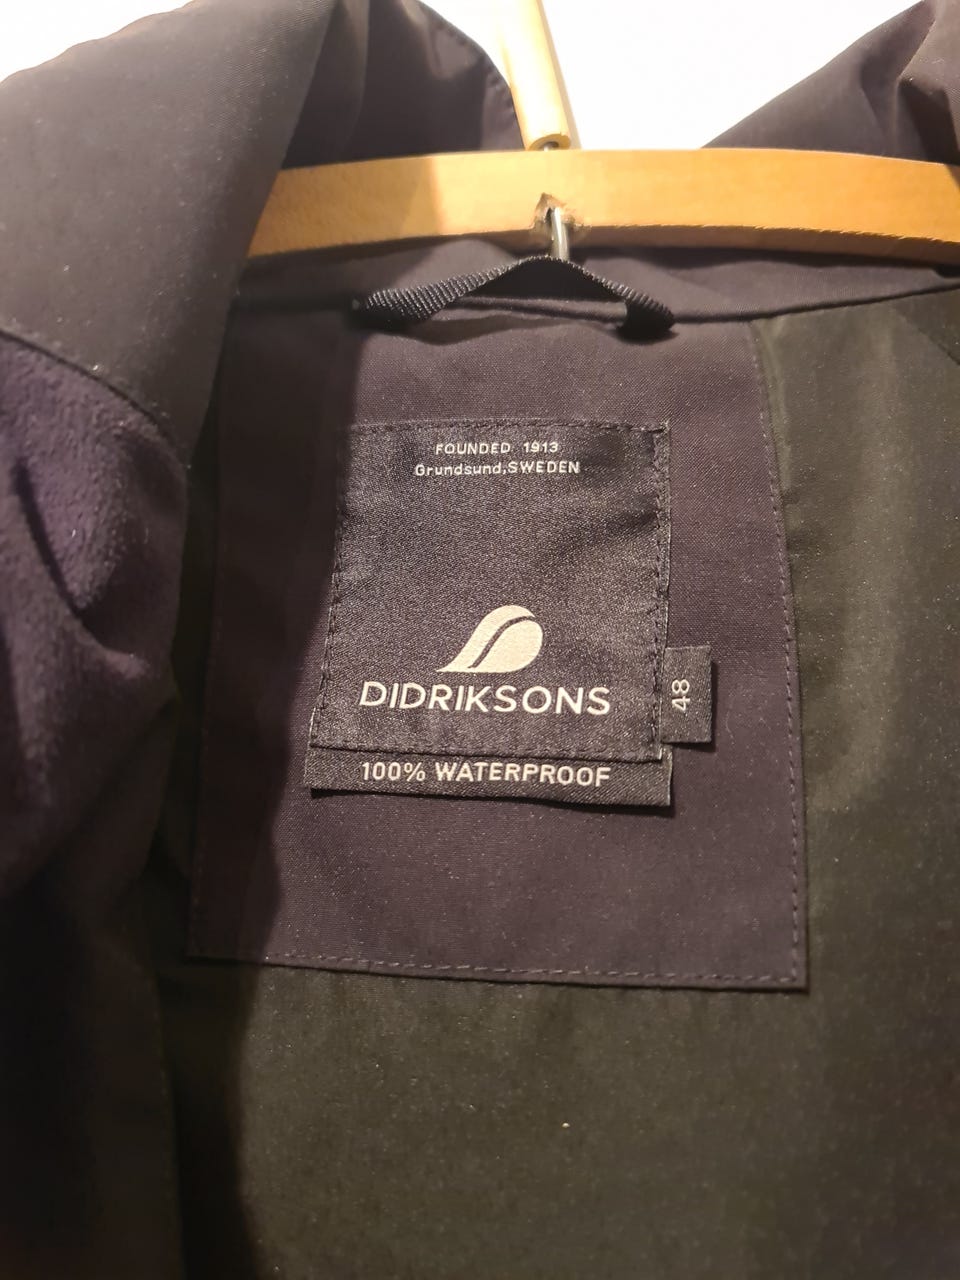 FOUNDED 1913
Grundsund,SWEDEN
DIDRIKSONS
48
100% WATERPROOF